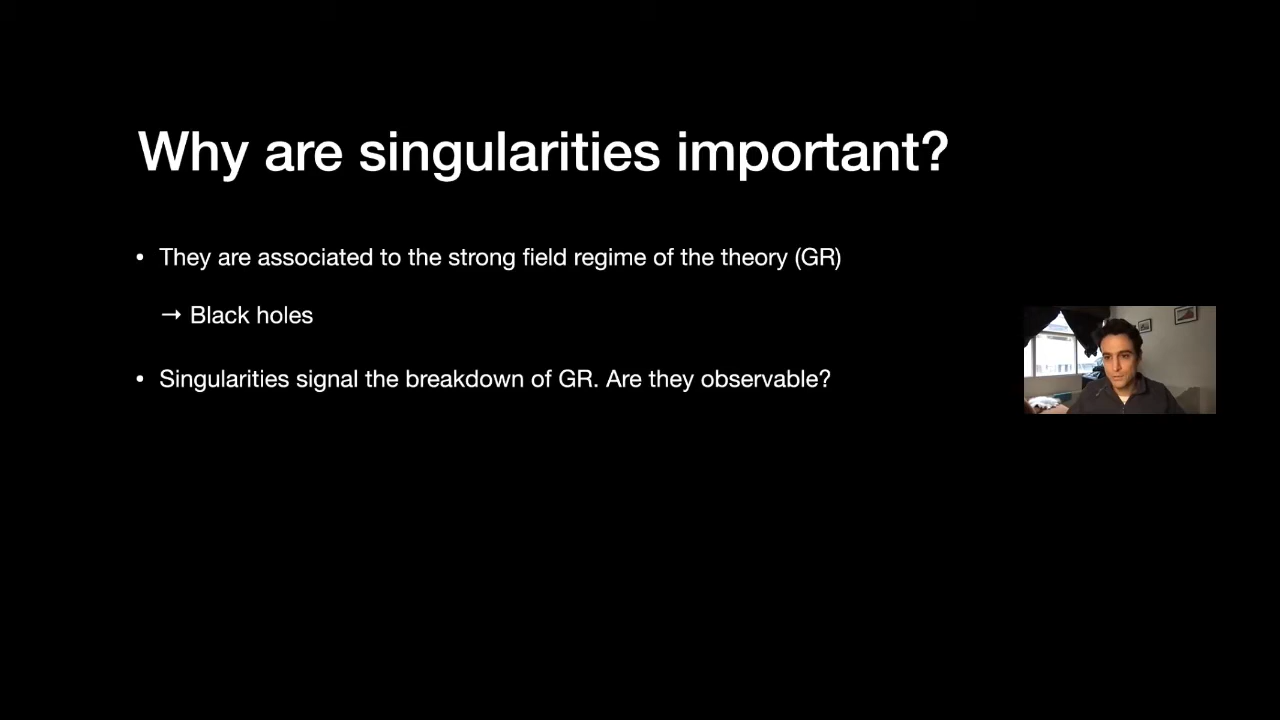 Why are singularities important?
• They are associated to the strong field regime of the theory (GR)
→ Black holes
• Singularities signal the breakdown of GR. Are they observable?